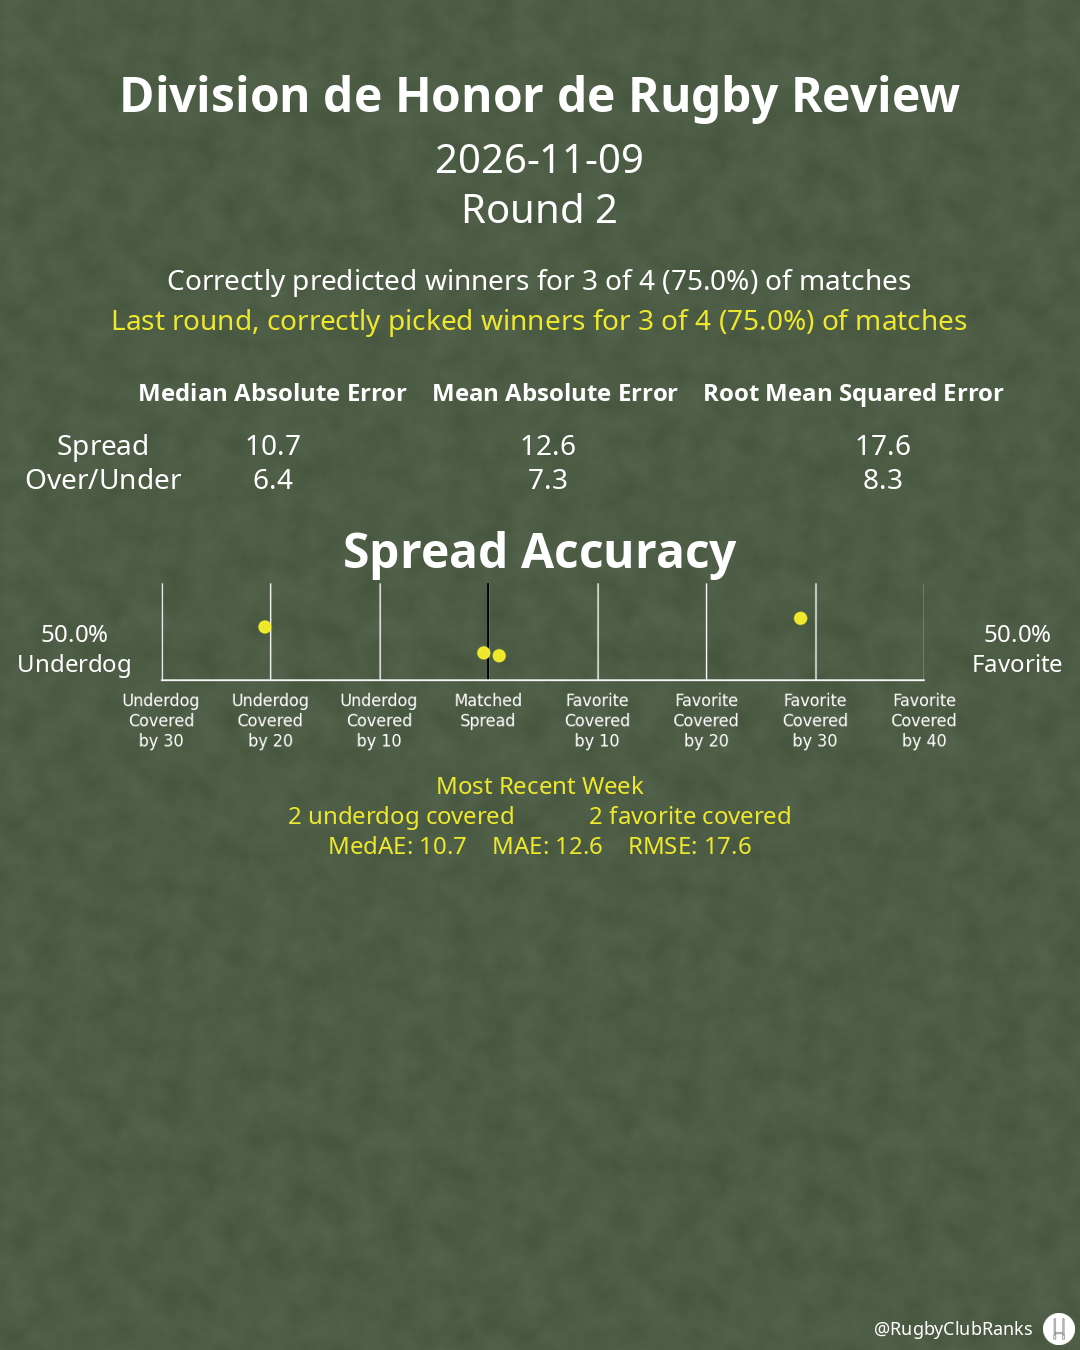 Division de Honor de Rugby Review
2026-11-09
Round 2
Correctly predicted winners for 3 of 4 (75.0%) of matches
Last round, correctly picked winners for 3 of 4 (75.0%) of matches
Median Absolute Error Mean Absolute Error Root Mean Squared Error
Spread 10.7 12.6 17.6
Over/Under 6.4 7.3 8.3
Spread Accuracy
50.0%
Underdog
50.0%
Favorite
Underdog Underdog Underdog Matched Favorite Favorite Favorite Favorite
Covered Covered Covered Spread Covered Covered Covered Covered
by 30 by 20 by 10 by 10 by 20 by 30 by 40
Most Recent Week
2 underdog covered 2 favorite covered
MedAE: 10.7 MAE: 12.6 RMSE: 17.6
@RugbyClubRanks